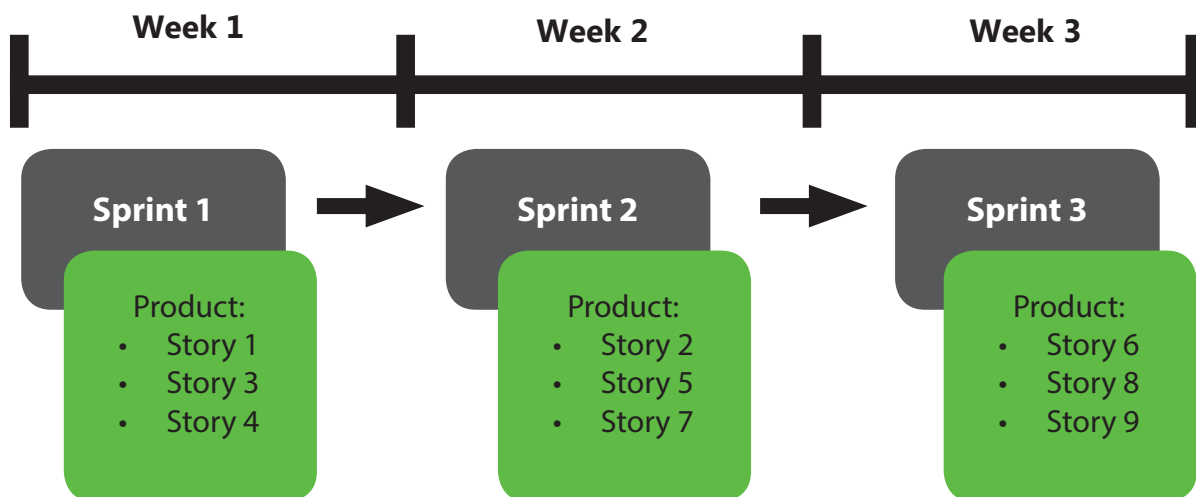 Week 1
Week 2
Week 3
Sprint 1
Sprint 2
Sprint 3
Product:
• Story 1
• Story 3
• Story 4
Product:
• Story 2
• Story 5
• Story 7
Product:
• Story 6
• Story 8
• Story 9